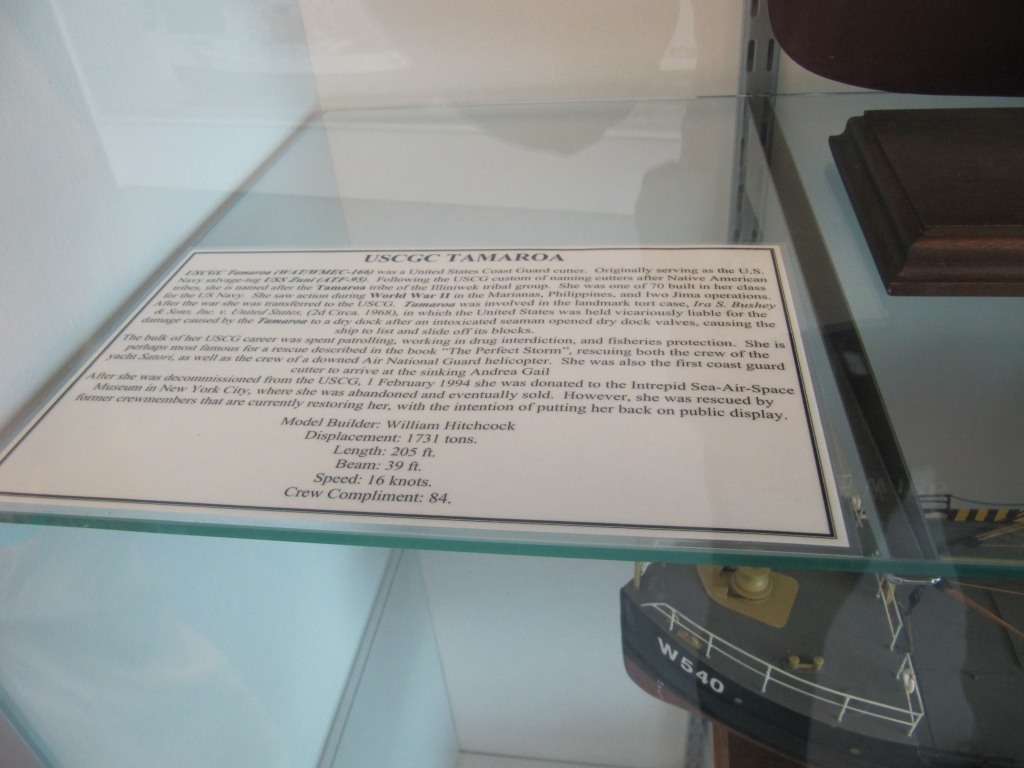 USCGC TAMAROA
USCGC Tamaroa (WAT/WMEC-166) was a United States Coast Guard cutter. Originally serving as the U.S.
Navy salvage-tug USS Zuni (ATF-95). Following the USCG custom of naming cutters after Native American
tribes, she is named after the Tamaroa tribe of the Illiniwek tribal group. She was one of 70 built in her class
for the US Navy. She saw action during World War II in the Marianas, Philippines, and Iwo Jima operations.
After the war she was transferred to the USCG. Tamaroa was involved in the landmark turt case, Ira S. Bushey
& Sons, Inc. v. United States, (2d Circa. 1968), in which the United States was held vicariously liable for the
damage caused by the Tamaroa to a dry dock after an intoxicated seaman opened dry dock valves, causing the
ship to list and slide off its blocks.
The bulk of her USCG career was spent patrolling, working in drug interdiction, and fisheries protection. She is
perhaps most famous for a rescue described in the book "The Perfect Storm", rescuing both the crew of the
yacht Satori, as well as the crew of a downed Air National Guard helicopter. She was also the first coast guard
cutter to arrive at the sinking Andrea Gail
After she was decommissioned from the USCG, 1 February 1994 she was donated to the Intrepid Sea-Air-Space
Museum in New York City, where she was abandoned and eventually sold. However, she was rescued by
former crewmembers that are currently restoring her, with the intention of putting her back on public display.
Model Builder: William Hitchcock
Displacement: 1731 tons.
Length: 205 ft.
Beam: 39 ft.
Speed: 16 knots.
Crew Compliment: 84.
W540